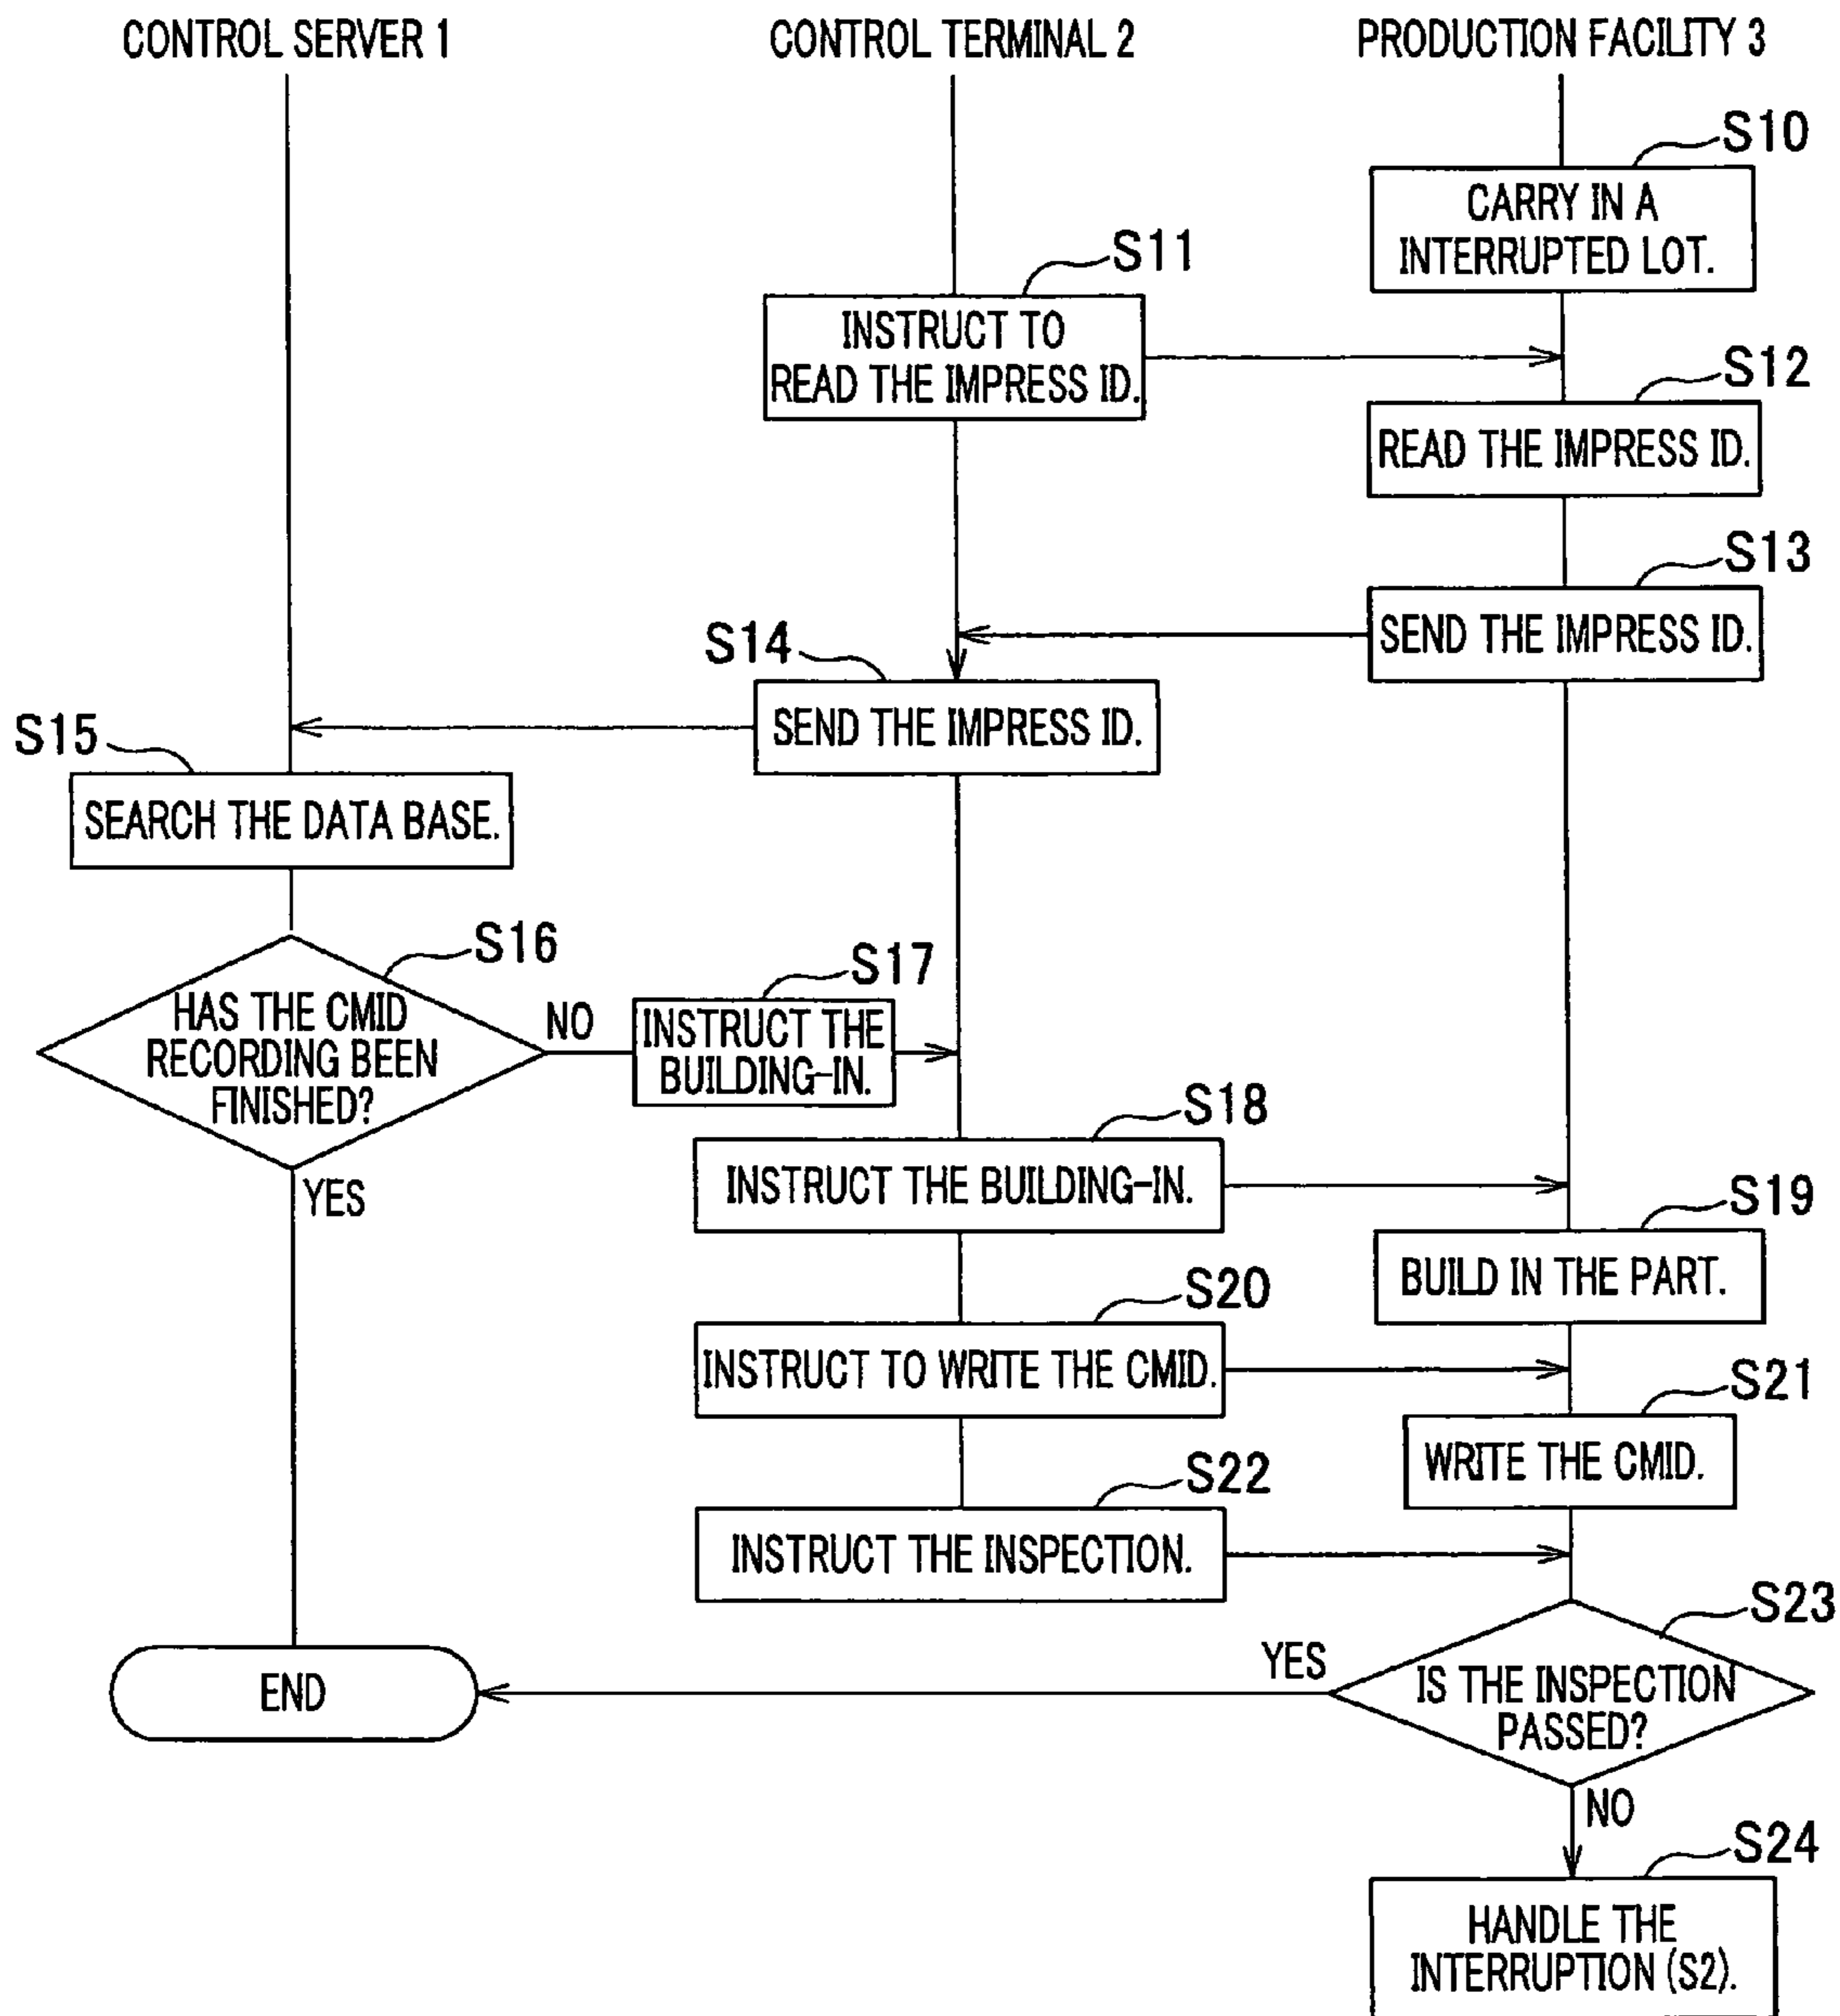 CONTROL SERVER 1
CONTROL TERMINAL 2
PRODUCTION FACILITY 3
S10
CARRY IN A
INTERRUPTED LOT.
S11
INSTRUCT TO
READ THE IMPRESS ID.
S12
READ THE IMPRESS ID.
S13
SEND THE IMPRESS ID.
S14
SEND THE IMPRESS ID.
S15
SEARCH THE DATA BASE.
S16
HAS THE CMID
RECORDING BEEN
FINISHED?
NO
YES
S17
INSTRUCT THE
BUILDING-IN.
S18
INSTRUCT THE BUILDING-IN.
S19
BUILD IN THE PART.
S20
INSTRUCT TO WRITE THE CMID.
S21
WRITE THE CMID.
S22
INSTRUCT THE INSPECTION.
S23
IS THE INSPECTION
PASSED?
YES
END
NO
S24
HANDLE THE
INTERRUPTION (S2).